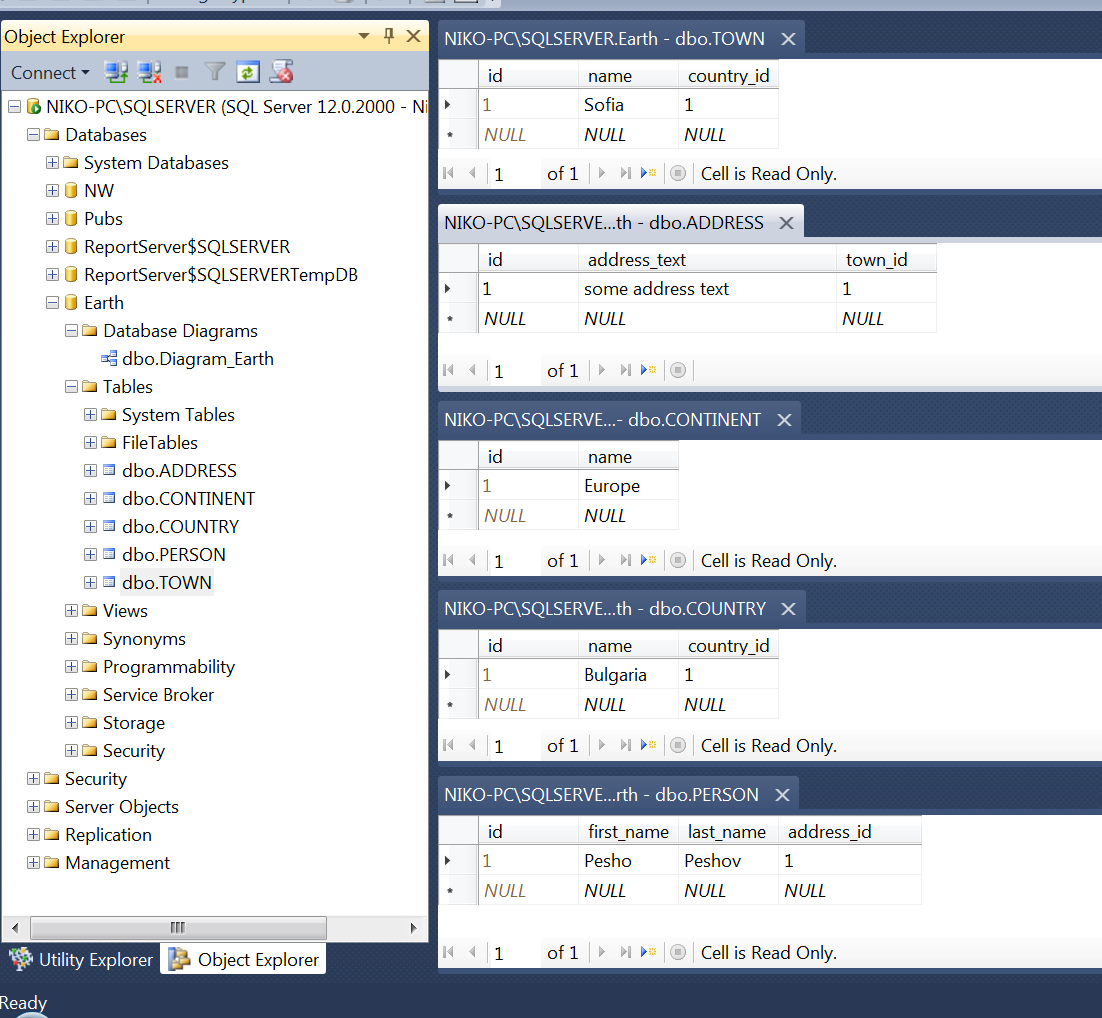 Object Explorer
Connect
NIKO-PC\SQLSERVER (SQL Server 12.0.2000 - Ni
Databases
System Databases
NW
Pubs
ReportServer$SQLSERVER
ReportServer$SQLSERVERTempDB
Earth
Database Diagrams
dbo.Diagram_Earth
Tables
System Tables
FileTables
dbo.ADDRESS
dbo.CONTINENT
dbo.COUNTRY
dbo.PERSON
dbo.TOWN
Views
Synonyms
Programmability
Service Broker
Storage
Security
Security
Server Objects
Replication
Management
Utility Explorer
Object Explorer
Ready
NIKO-PC\SQLSERVER.Earth - dbo.TOWN
id name country_id
1 Sofia 1
NULL NULL NULL
1 of 1 Cell is Read Only.
NIKO-PC\SQLSERVE...th - dbo.ADDRESS
id address_text town_id
1 some address text 1
NULL NULL NULL
1 of 1
NIKO-PC\SQLSERVE...- dbo.CONTINENT
id name
1 Europe
NULL NULL
1 of 1 Cell is Read Only.
NIKO-PC\SQLSERVE...th - dbo.COUNTRY
id name country_id
1 Bulgaria 1
NULL NULL NULL
1 of 1 Cell is Read Only.
NIKO-PC\SQLSERVE...rth - dbo.PERSON
id first_name last_name address_id
1 Pesho Peshov 1
NULL NULL NULL NULL
1 of 1 Cell is Read Only.